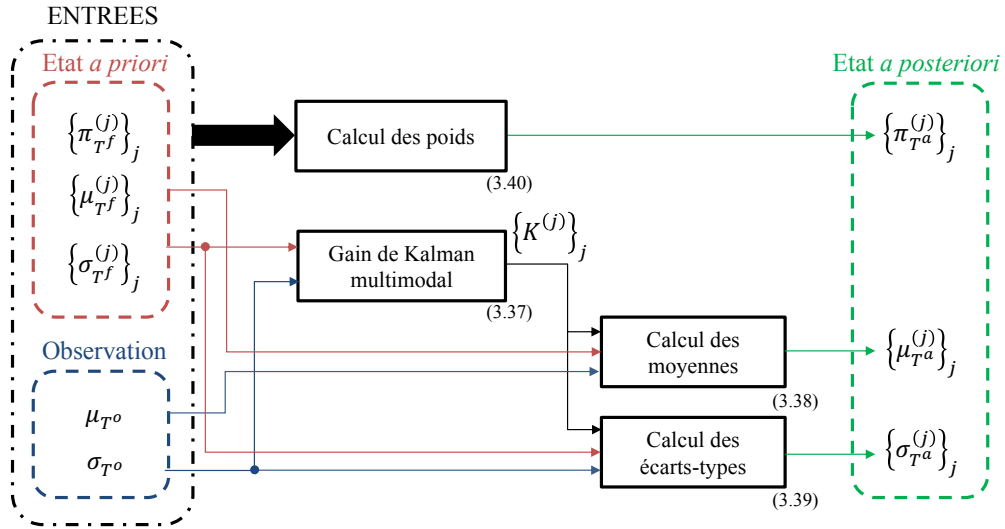 ENTREES
Etat a priori
{π_{T^f}^{(j)}}_j
{μ_{T^f}^{(j)}}_j
{σ_{T^f}^{(j)}}_j
Observation
μ_{T^o}
σ_{T^o}
Calcul des poids
(3.40)
Gain de Kalman
multimodal
(3.37)
{K^{(j)}}_j
Calcul des
moyennes
(3.38)
Calcul des
écarts-types
(3.39)
Etat a posteriori
{π_{T^a}^{(j)}}_j
{μ_{T^a}^{(j)}}_j
{σ_{T^a}^{(j)}}_j